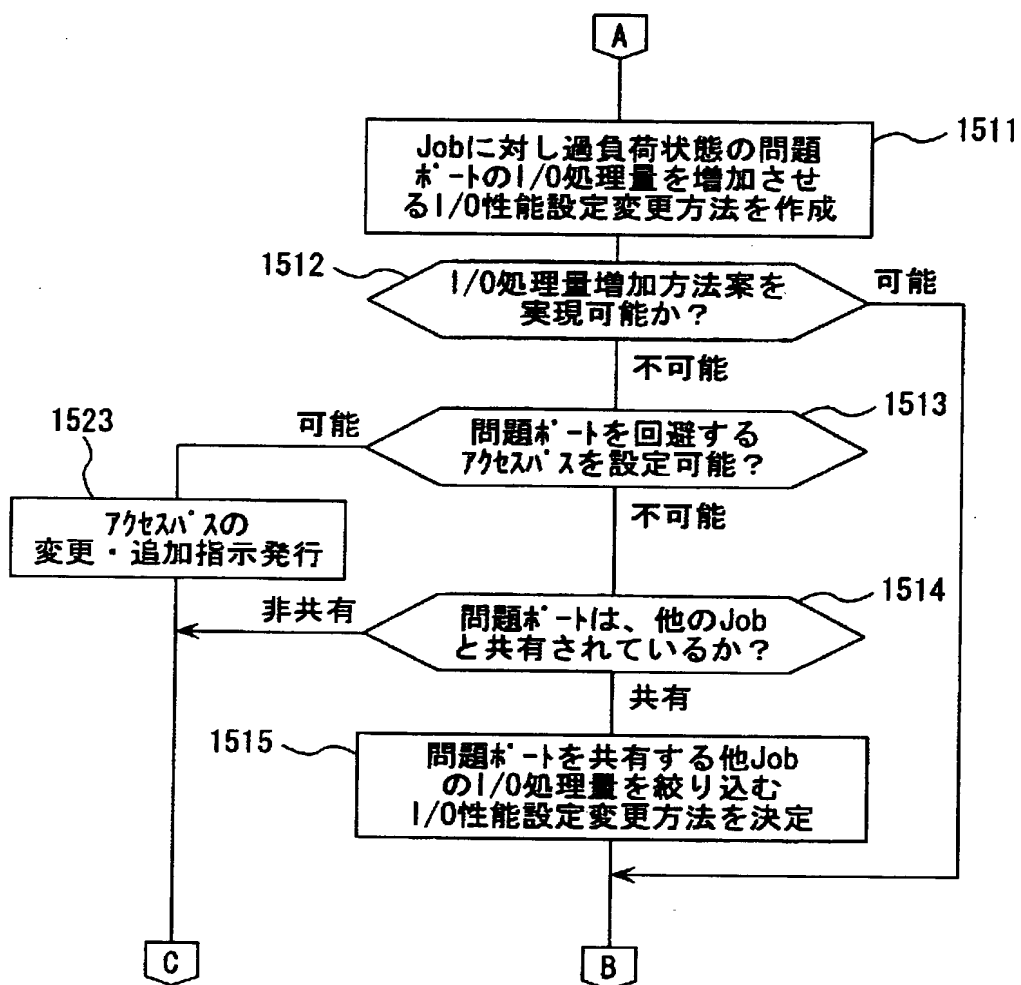 A
1511
Jobに対し過負荷状態の問題
ﾎﾟｰﾄのI/O処理量を増加させ
るI/O性能設定変更方法を作成
1512
I/O処理量増加方法案を
実現可能か？
可能
不可能
1513
可能
問題ﾎﾟｰﾄを回避する
ｱｸｾｽﾊﾟｽを設定可能？
1523
不可能
ｱｸｾｽﾊﾟｽの
変更・追加指示発行
1514
非共有
問題ﾎﾟｰﾄは、他のJob
と共有されているか？
共有
1515
問題ﾎﾟｰﾄを共有する他Job
のI/O処理量を絞り込む
I/O性能設定変更方法を決定
C
B